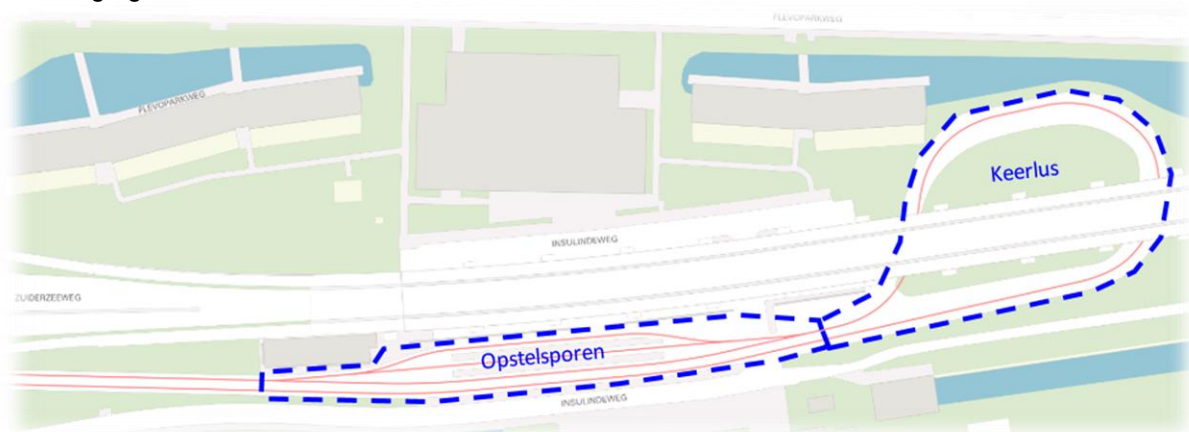 FLEVOPARKWEG
FLEVOPARKWEG
Keerlus
INSULINDEWEG
ZUIDERZEEWEG
Opstelsporen
INSULINDEWEG